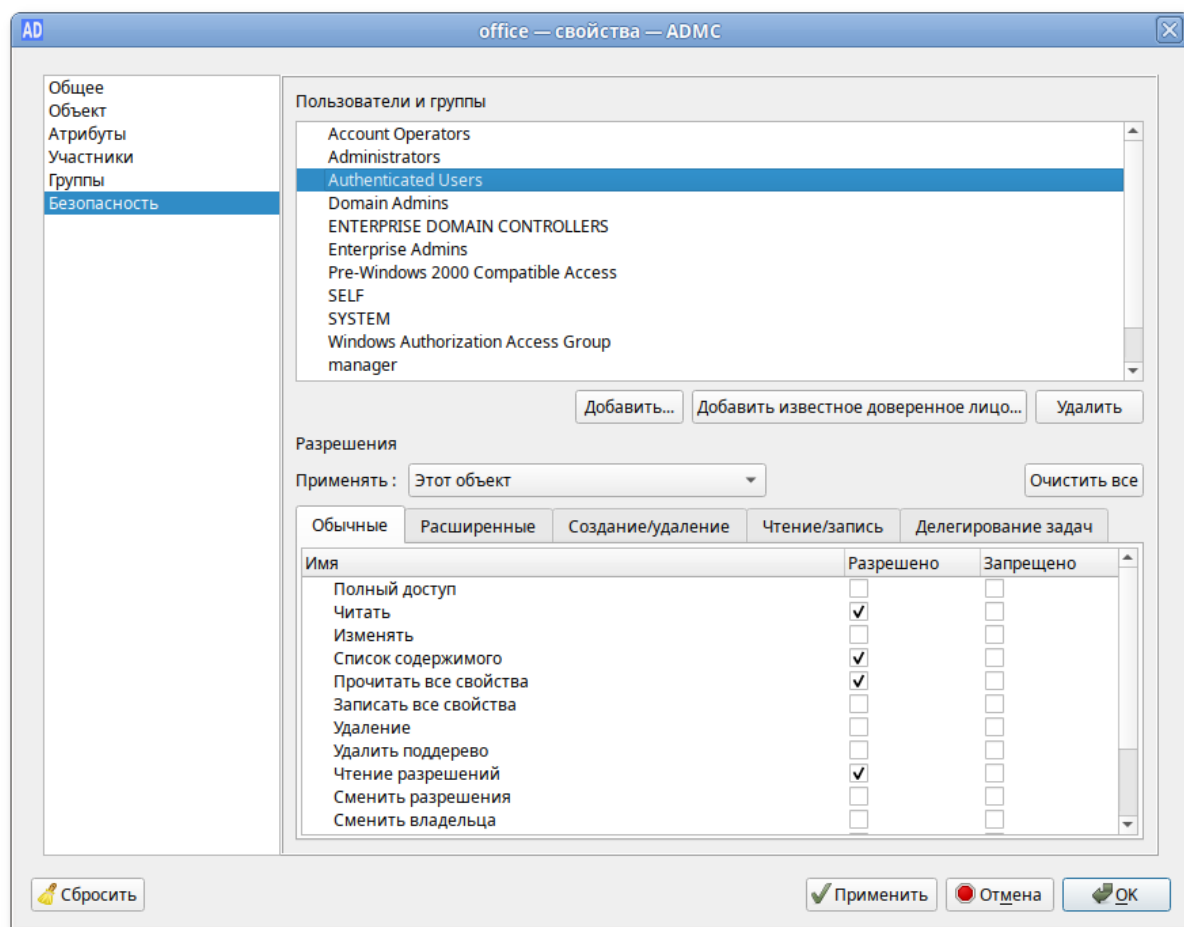 AD office — свойства — ADMC
Общее
Объект
Атрибуты
Участники
Группы
Безопасность
Пользователи и группы
Account Operators
Administrators
Authenticated Users
Domain Admins
ENTERPRISE DOMAIN CONTROLLERS
Enterprise Admins
Pre-Windows 2000 Compatible Access
SELF
SYSTEM
Windows Authorization Access Group
manager
Добавить... Добавить известное доверенное лицо... Удалить
Разрешения
Применять : Этот объект Очистить все
Обычные Расширенные Создание/удаление Чтение/запись Делегирование задач
Имя Разрешено Запрещено
Полный доступ
Читать
Изменять
Список содержимого
Прочитать все свойства
Записать все свойства
Удаление
Удалить поддерево
Чтение разрешений
Сменить разрешения
Сменить владельца
Сбросить Применить Отмена OK